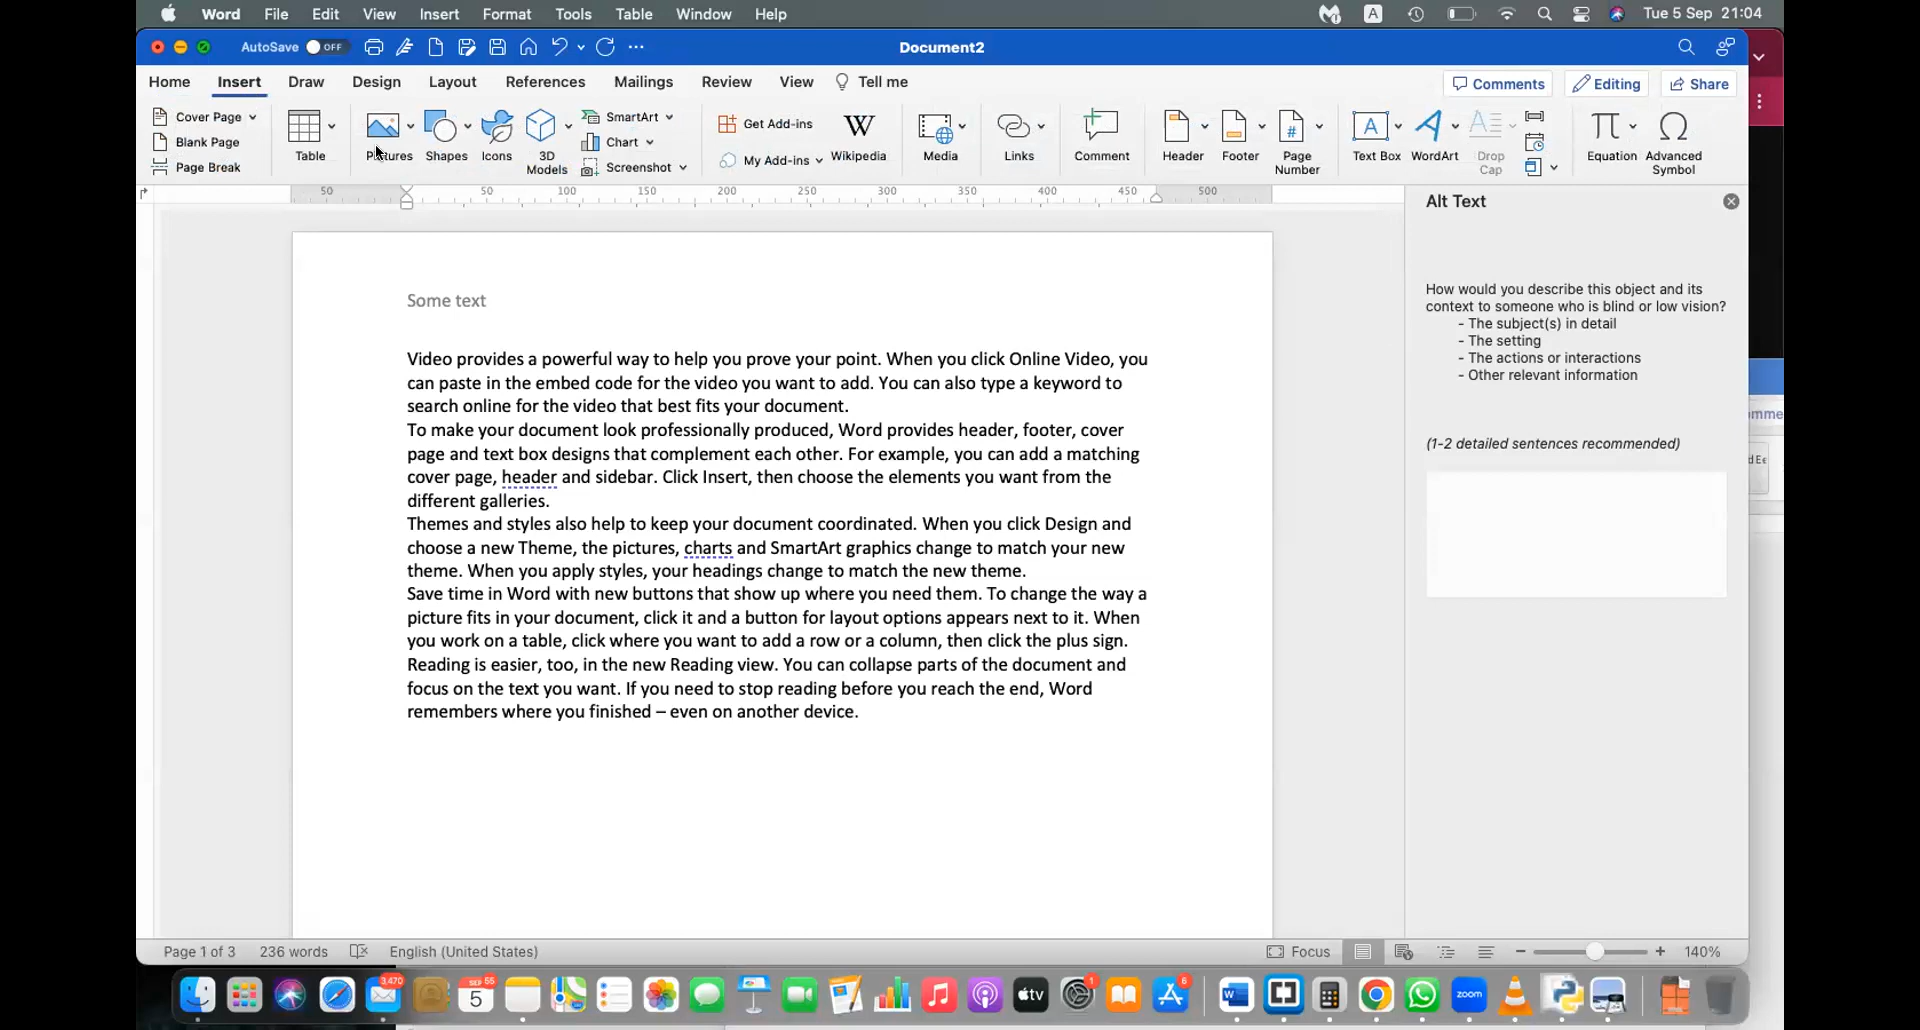 Word File Edit View Insert Format Tools Table Window Help A Tue 5 Sep 21:04
AutoSave OFF Document2
Home Insert Draw Design Layout References Mailings Review View Tell me Comments Editing Share
Cover Page
Blank Page
Page Break
Table
Pictures
Shapes
Icons
3D
Models
SmartArt
Chart
Screenshot
Get Add-ins
My Add-ins
W
Wikipedia
Media
Links
Comment
Header
Footer
#
Page
Number
A
Text Box
A
WordArt
A
Drop
Cap
π
Equation
Ω
Advanced
Symbol
50 50 100 150 200 250 300 350 400 450 500
Some text
Video provides a powerful way to help you prove your point. When you click Online Video, you
can paste in the embed code for the video you want to add. You can also type a keyword to
search online for the video that best fits your document.
To make your document look professionally produced, Word provides header, footer, cover
page and text box designs that complement each other. For example, you can add a matching
cover page, header and sidebar. Click Insert, then choose the elements you want from the
different galleries.
Themes and styles also help to keep your document coordinated. When you click Design and
choose a new Theme, the pictures, charts and SmartArt graphics change to match your new
theme. When you apply styles, your headings change to match the new theme.
Save time in Word with new buttons that show up where you need them. To change the way a
picture fits in your document, click it and a button for layout options appears next to it. When
you work on a table, click where you want to add a row or a column, then click the plus sign.
Reading is easier, too, in the new Reading view. You can collapse parts of the document and
focus on the text you want. If you need to stop reading before you reach the end, Word
remembers where you finished – even on another device.
Alt Text
How would you describe this object and its
context to someone who is blind or low vision?
- The subject(s) in detail
- The setting
- The actions or interactions
- Other relevant information
(1-2 detailed sentences recommended)
Page 1 of 3 236 words English (United States) Focus 140%
3,470
SEP
5
tv
1
6
W
zoom